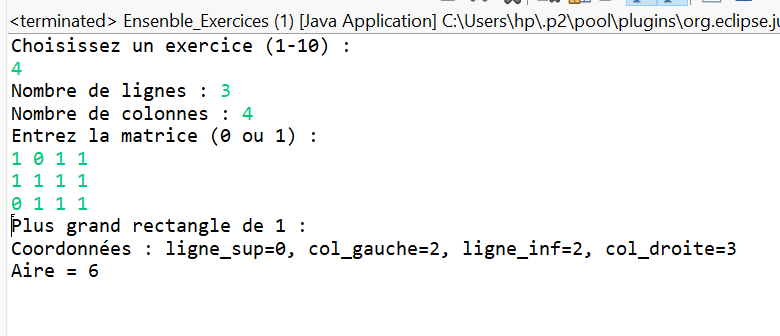 <terminated> Ensenble_Exercices (1) [Java Application] C:\Users\hp\.p2\pool\plugins\org.eclipse.ju
Choisissez un exercice (1-10) :
4
Nombre de lignes : 3
Nombre de colonnes : 4
Entrez la matrice (0 ou 1) :
1 0 1 1
1 1 1 1
0 1 1 1
Plus grand rectangle de 1 :
Coordonnées : ligne_sup=0, col_gauche=2, ligne_inf=2, col_droite=3
Aire = 6